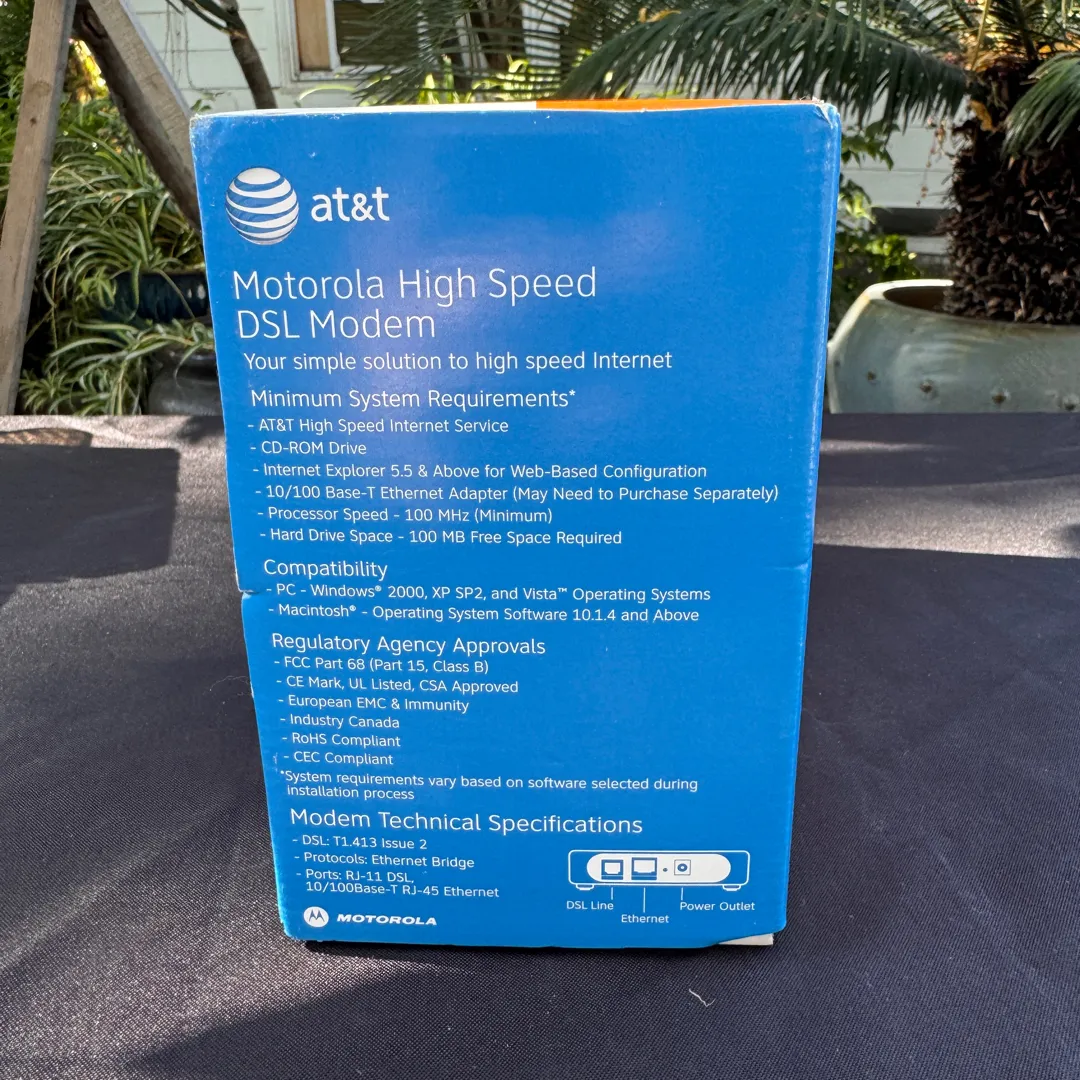 at&t
Motorola High Speed
DSL Modem
Your simple solution to high speed Internet
Minimum System Requirements*
- AT&T High Speed Internet Service
- CD-ROM Drive
- Internet Explorer 5.5 & Above for Web-Based Configuration
- 10/100 Base-T Ethernet Adapter (May Need to Purchase Separately)
- Processor Speed - 100 MHz (Minimum)
- Hard Drive Space - 100 MB Free Space Required
Compatibility
- PC - Windows® 2000, XP SP2, and Vista™ Operating Systems
- Macintosh® - Operating System Software 10.1.4 and Above
Regulatory Agency Approvals
- FCC Part 68 (Part 15, Class B)
- CE Mark, UL Listed, CSA Approved
- European EMC & Immunity
- Industry Canada
- RoHS Compliant
- CEC Compliant
*System requirements vary based on software selected during
installation process
Modem Technical Specifications
- DSL: T1.413 Issue 2
- Protocols: Ethernet Bridge
- Ports: RJ-11 DSL,
10/100Base-T RJ-45 Ethernet
DSL Line
Ethernet
Power Outlet
MOTOROLA